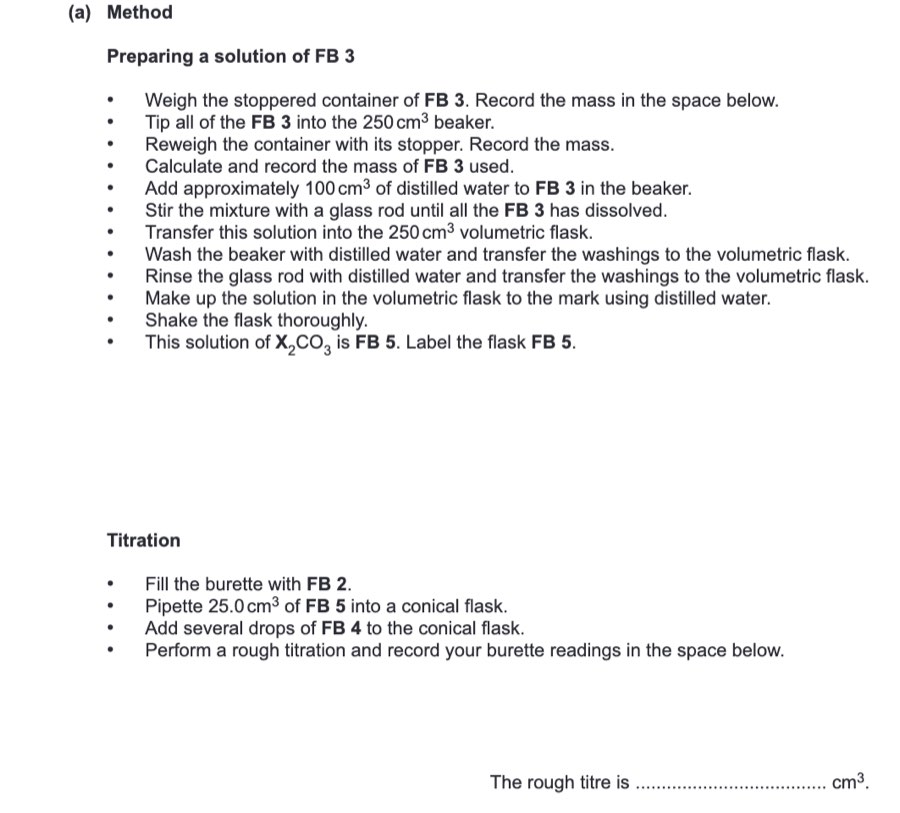 (a) Method
Preparing a solution of FB 3
• Weigh the stoppered container of FB 3. Record the mass in the space below.
• Tip all of the FB 3 into the 250 cm³ beaker.
• Reweigh the container with its stopper. Record the mass.
• Calculate and record the mass of FB 3 used.
• Add approximately 100 cm³ of distilled water to FB 3 in the beaker.
• Stir the mixture with a glass rod until all the FB 3 has dissolved.
• Transfer this solution into the 250 cm³ volumetric flask.
• Wash the beaker with distilled water and transfer the washings to the volumetric flask.
• Rinse the glass rod with distilled water and transfer the washings to the volumetric flask.
• Make up the solution in the volumetric flask to the mark using distilled water.
• Shake the flask thoroughly.
• This solution of X₂CO₃ is FB 5. Label the flask FB 5.
Titration
• Fill the burette with FB 2.
• Pipette 25.0 cm³ of FB 5 into a conical flask.
• Add several drops of FB 4 to the conical flask.
• Perform a rough titration and record your burette readings in the space below.
The rough titre is ..................................... cm³.